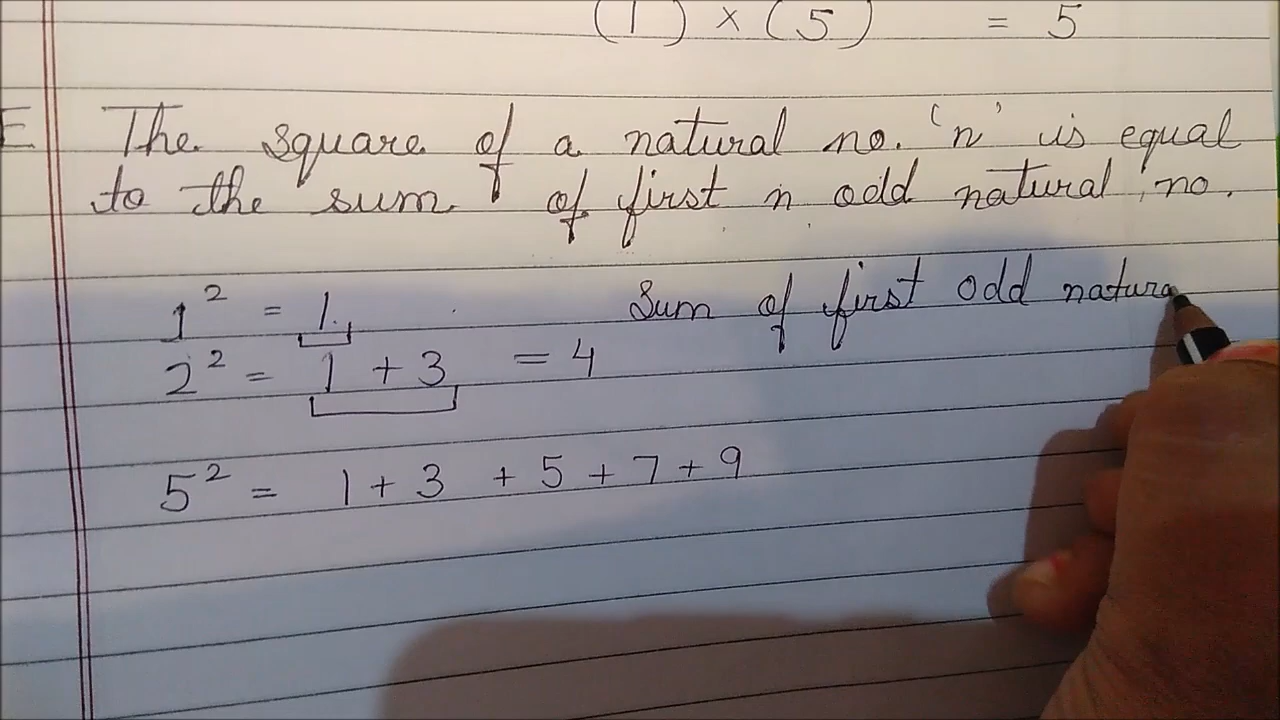 (1) × (5) = 5
E The square of a natural no. 'n' is equal
to the sum of first n odd natural no.
1² = 1 Sum of first odd natura
2² = 1 + 3 = 4
5² = 1 + 3 + 5 + 7 + 9